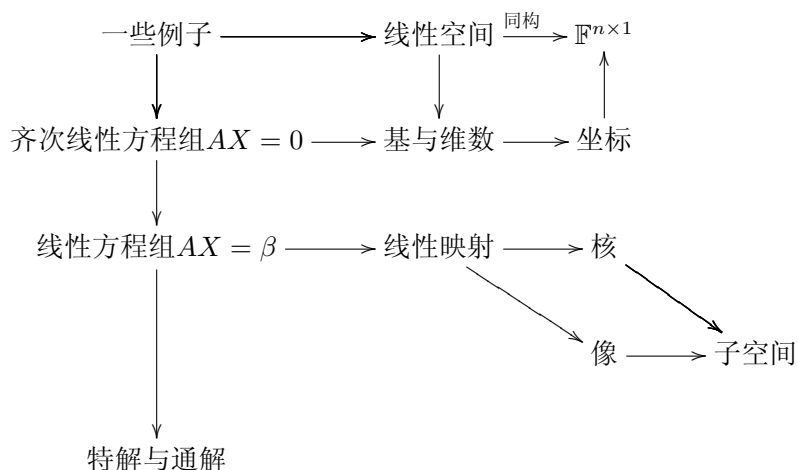 一些例子 线性空间 同构 𝔽^{n×1}
齐次线性方程组AX = 0 基与维数 坐标
线性方程组AX = β 线性映射 核
像 子空间
特解与通解